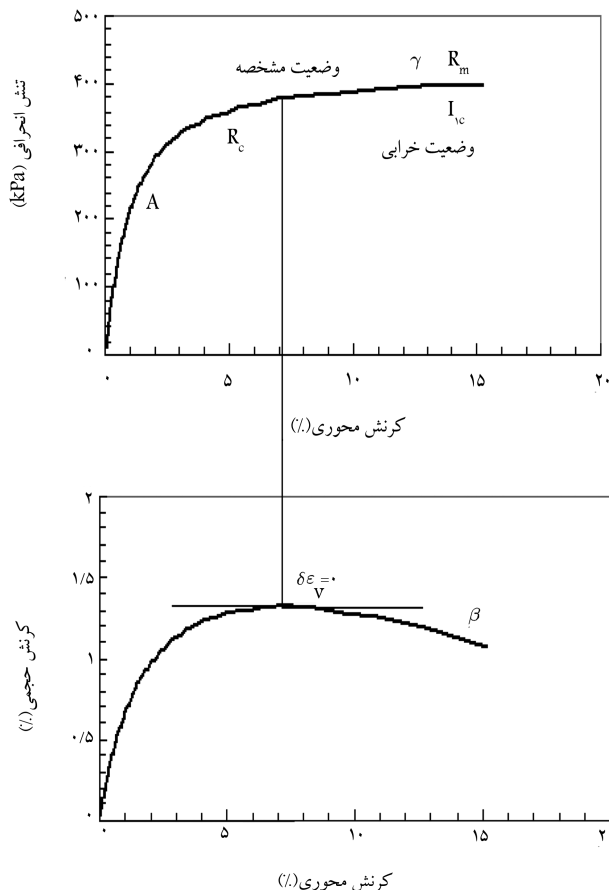 ۵۰۰
۴۰۰
۳۰۰
۲۰۰
۱۰۰
۰
تنش انحرافی (kPa)
وضعیت مشخصه
γ R_m
I_۱c
وضعیت خرابی
R_c
A
۰ ۵ ۱۰ ۱۵ ۲۰
کرنش محوری(٪)
۲
۱/۵
۱
۰/۵
۰
کرنش حجمی(٪)
δε_v=۰
β
۰ ۵ ۱۰ ۱۵ ۲
کرنش محوری(٪)